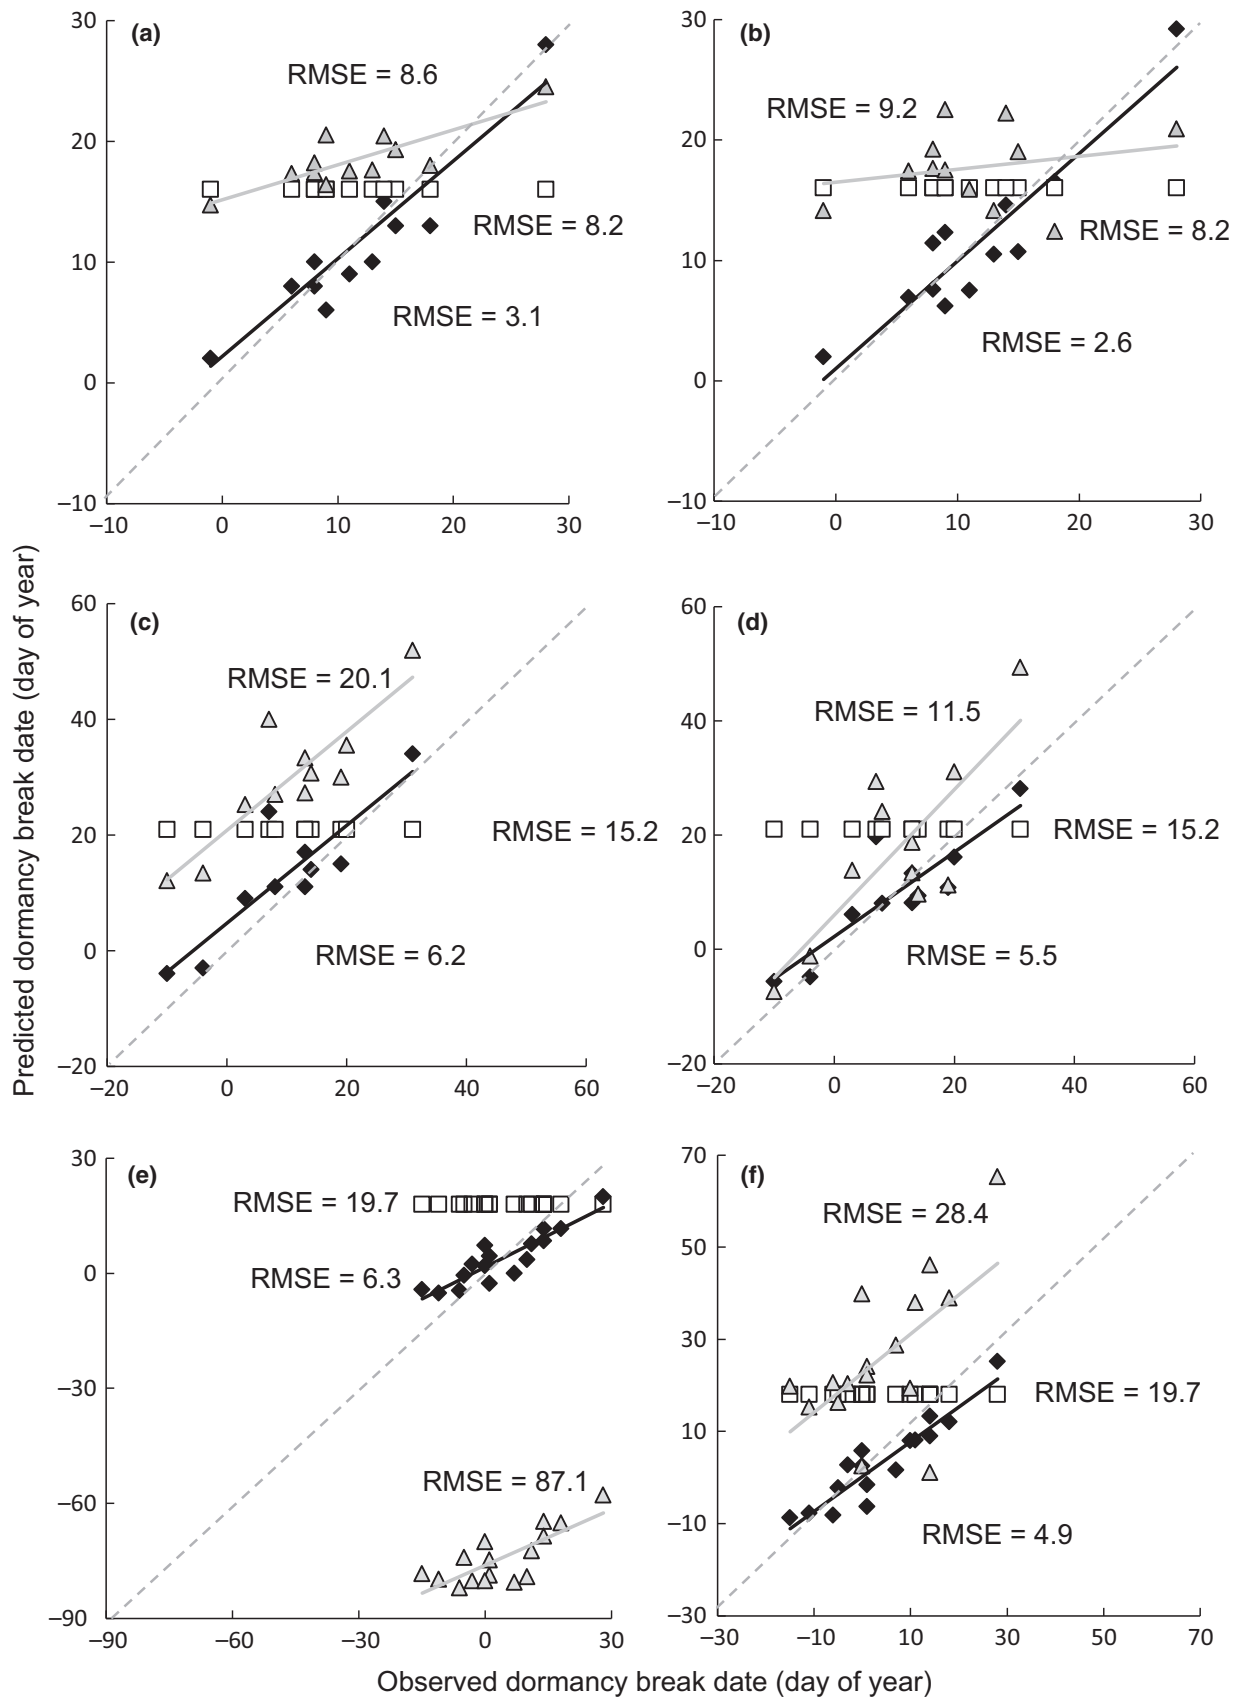 (a)
30
20
10
0
–10
–10
0
10
20
30
RMSE = 8.6
RMSE = 8.2
RMSE = 3.1
(b)
30
20
10
0
–10
–10
0
10
20
30
RMSE = 9.2
RMSE = 8.2
RMSE = 2.6
Predicted dormancy break date (day of year)
(c)
60
40
20
0
–20
–20
0
20
40
60
RMSE = 20.1
RMSE = 15.2
RMSE = 6.2
(d)
60
40
20
0
–20
–20
0
20
40
60
RMSE = 11.5
RMSE = 15.2
RMSE = 5.5
(e)
30
0
–30
–60
–90
–90
–60
–30
0
30
RMSE = 19.7
RMSE = 6.3
RMSE = 87.1
(f)
70
50
30
10
–10
–30
–30
–10
10
30
50
70
RMSE = 28.4
RMSE = 19.7
RMSE = 4.9
Observed dormancy break date (day of year)